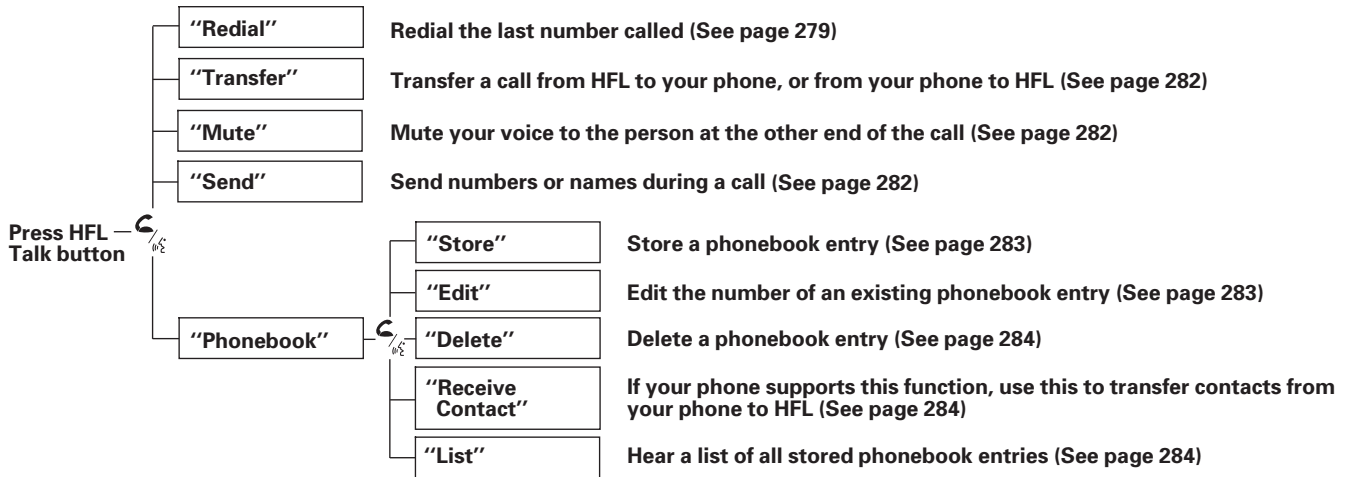 "Redial"
Redial the last number called (See page 279)
"Transfer"
Transfer a call from HFL to your phone, or from your phone to HFL (See page 282)
"Mute"
Mute your voice to the person at the other end of the call (See page 282)
"Send"
Send numbers or names during a call (See page 282)
Press HFL
Talk button
"Phonebook"
"Store"
Store a phonebook entry (See page 283)
"Edit"
Edit the number of an existing phonebook entry (See page 283)
"Delete"
Delete a phonebook entry (See page 284)
"Receive
Contact"
If your phone supports this function, use this to transfer contacts from
your phone to HFL (See page 284)
"List"
Hear a list of all stored phonebook entries (See page 284)